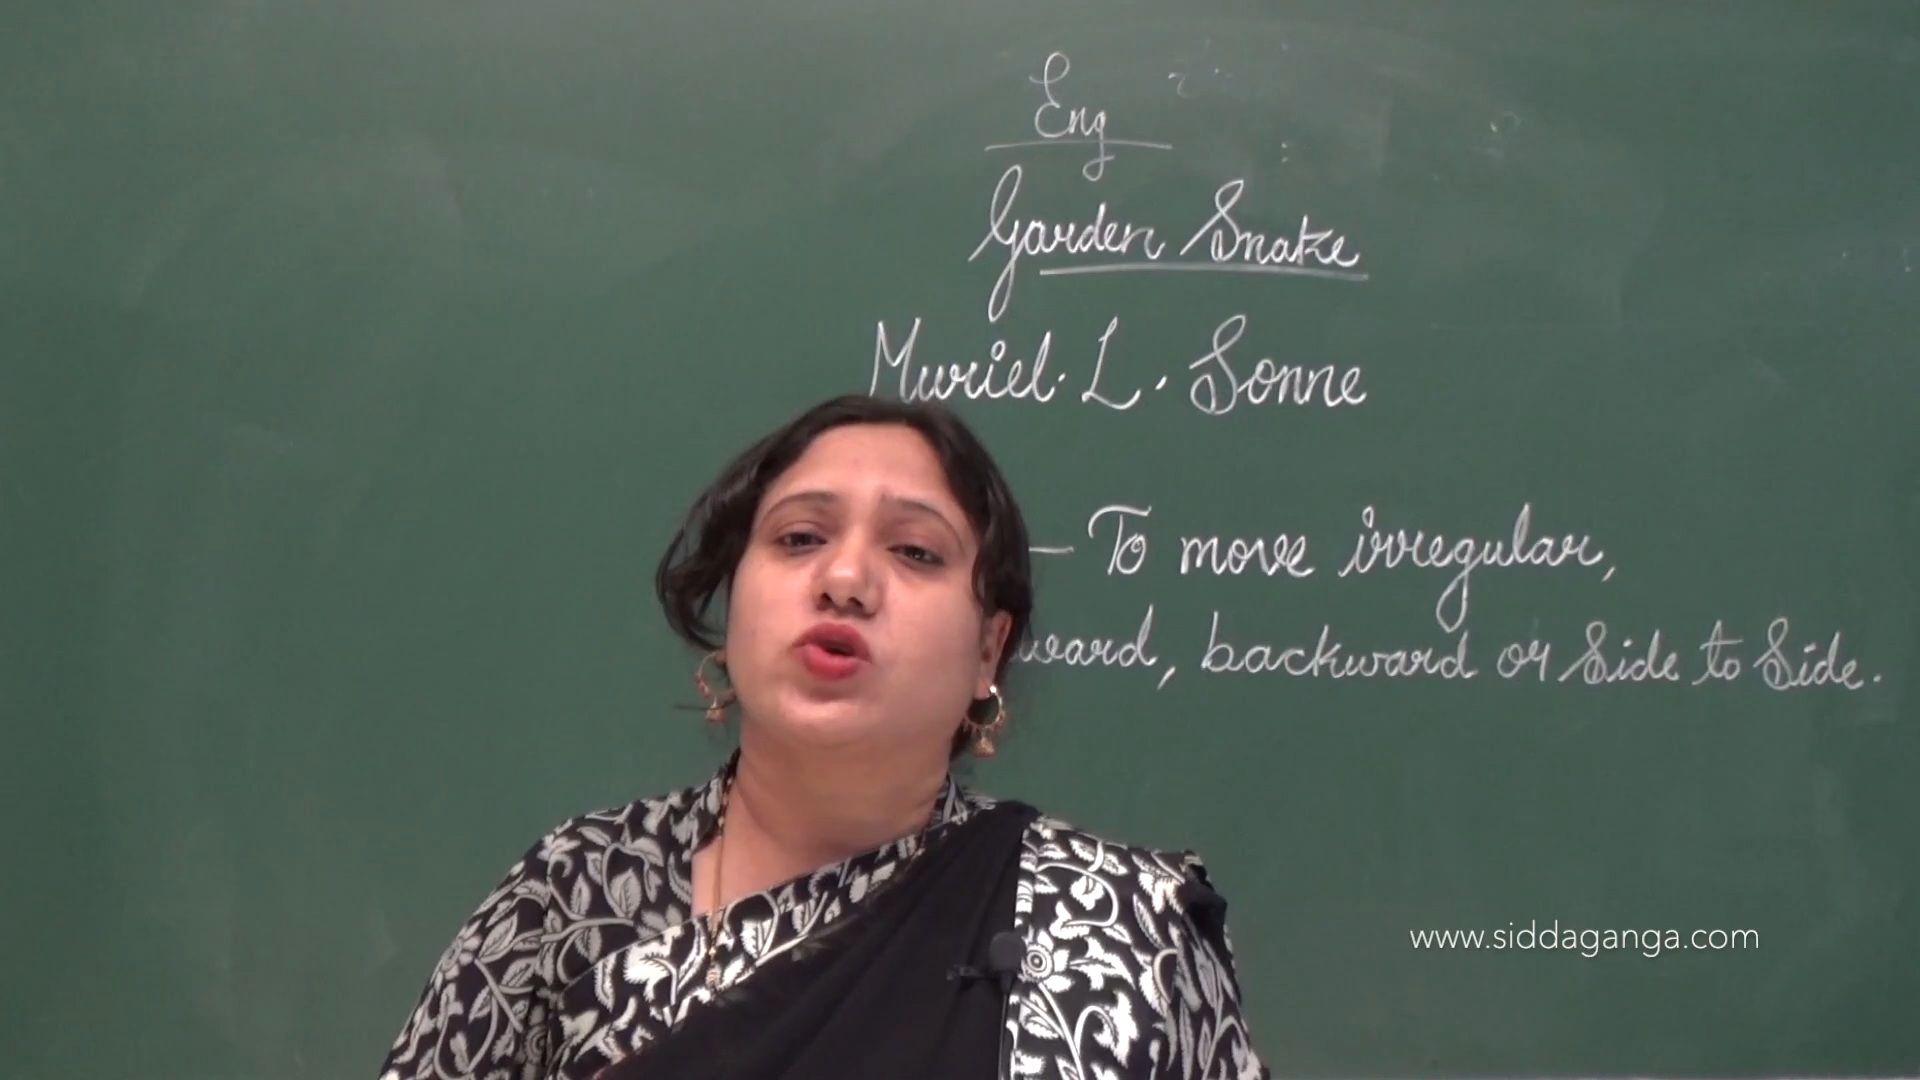 Eng
Garden Snake
Muriel. L. Sonne
— To move irregular,
ward, backward or Side to Side.
www.siddaganga.com